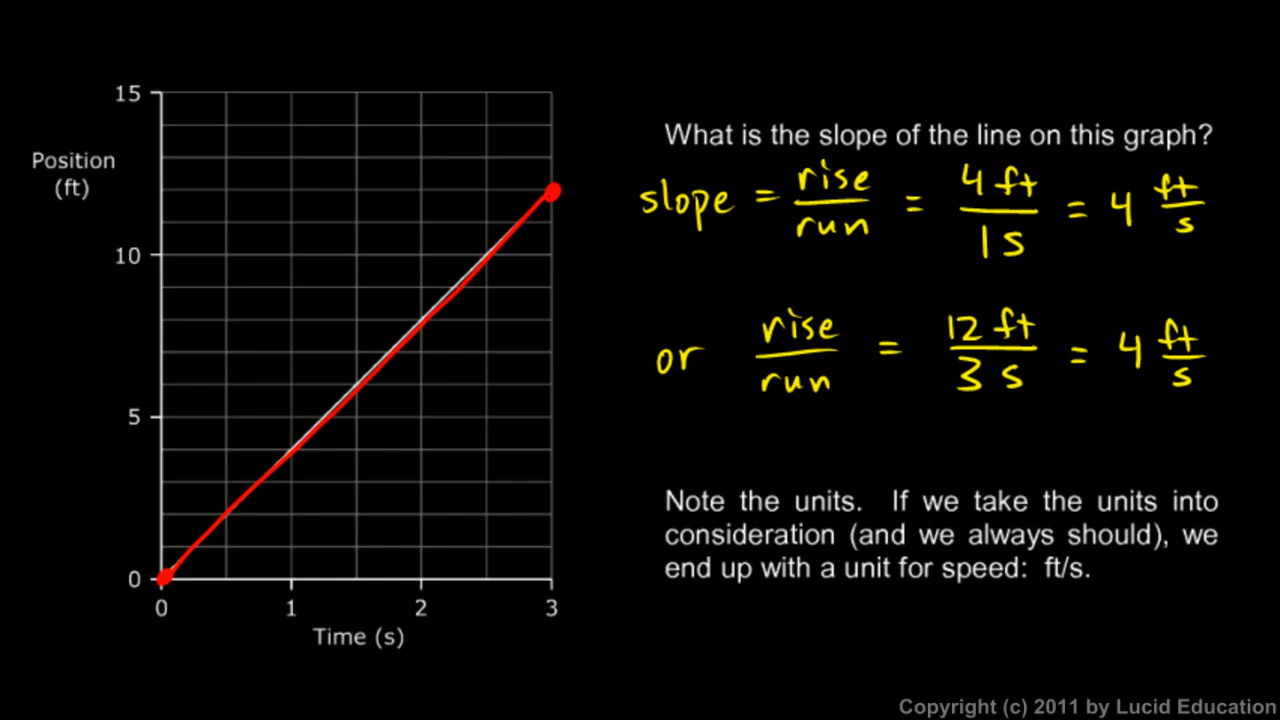 15
Position
(ft)
10
5
0
0 1 2 3
Time (s)
What is the slope of the line on this graph?
slope = rise/run = 4 ft/1 s = 4 ft/s
or rise/run = 12 ft/3 s = 4 ft/s
Note the units. If we take the units into
consideration (and we always should), we
end up with a unit for speed: ft/s.
Copyright (c) 2011 by Lucid Education